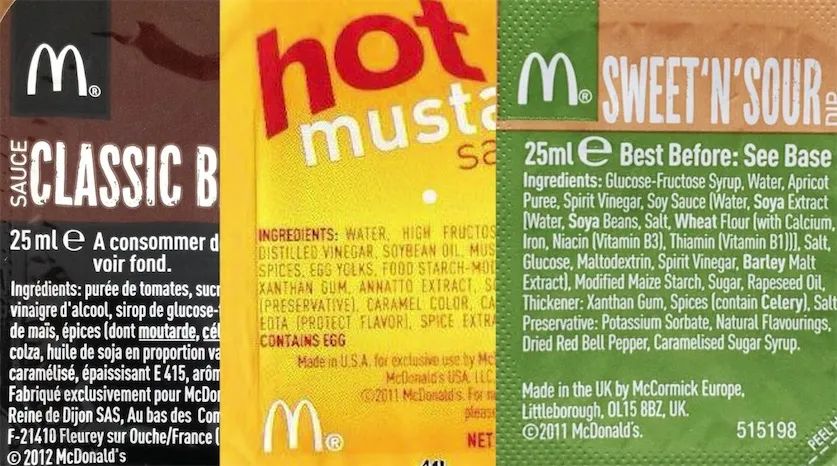 SAUCE
CLASSIC B
25 ml e A consommer d
voir fond.
Ingrédients: purée de tomates, sucr
vinaigre d'alcool, sirop de glucose-
de maïs, épices (dont moutarde, cél
colza, huile de soja en proportion va
caramélisé, épaississant E 415, arôm
Fabriqué exclusivement pour McDo
Reine de Dijon SAS, Au bas des Com
F-21410 Fleurey sur Ouche/France (
© 2012 McDonald's
hot
musta
sa
INGREDIENTS: WATER, HIGH FRUCTOS
DISTILLED VINEGAR, SOYBEAN OIL, MUS
SPICES, EGG YOLKS, FOOD STARCH-MOD
XANTHAN GUM, ANNATTO EXTRACT, S
(PRESERVATIVE), CARAMEL COLOR, CA
EDTA (PROTECT FLAVOR), SPICE EXTRA
CONTAINS EGG
Made in U.S.A. for exclusive use by Mc
McDonald's USA, LLC
©2011 McDonald's. For n
please
NET
SWEET'N'SOUR
DIP
25ml e Best Before: See Base
Ingredients: Glucose-Fructose Syrup, Water, Apricot
Puree, Spirit Vinegar, Soy Sauce (Water, Soya Extract
(Water, Soya Beans, Salt, Wheat Flour (with Calcium,
Iron, Niacin (Vitamin B3), Thiamin (Vitamin B1))), Salt,
Glucose, Maltodextrin, Spirit Vinegar, Barley Malt
Extract), Modified Maize Starch, Sugar, Rapeseed Oil,
Thickener: Xanthan Gum, Spices (contain Celery), Salt
Preservative: Potassium Sorbate, Natural Flavourings,
Dried Red Bell Pepper, Caramelised Sugar Syrup.
Made in the UK by McCormick Europe,
Littleborough, OL15 8BZ, UK.
©2011 McDonald's. 515198
PEEL